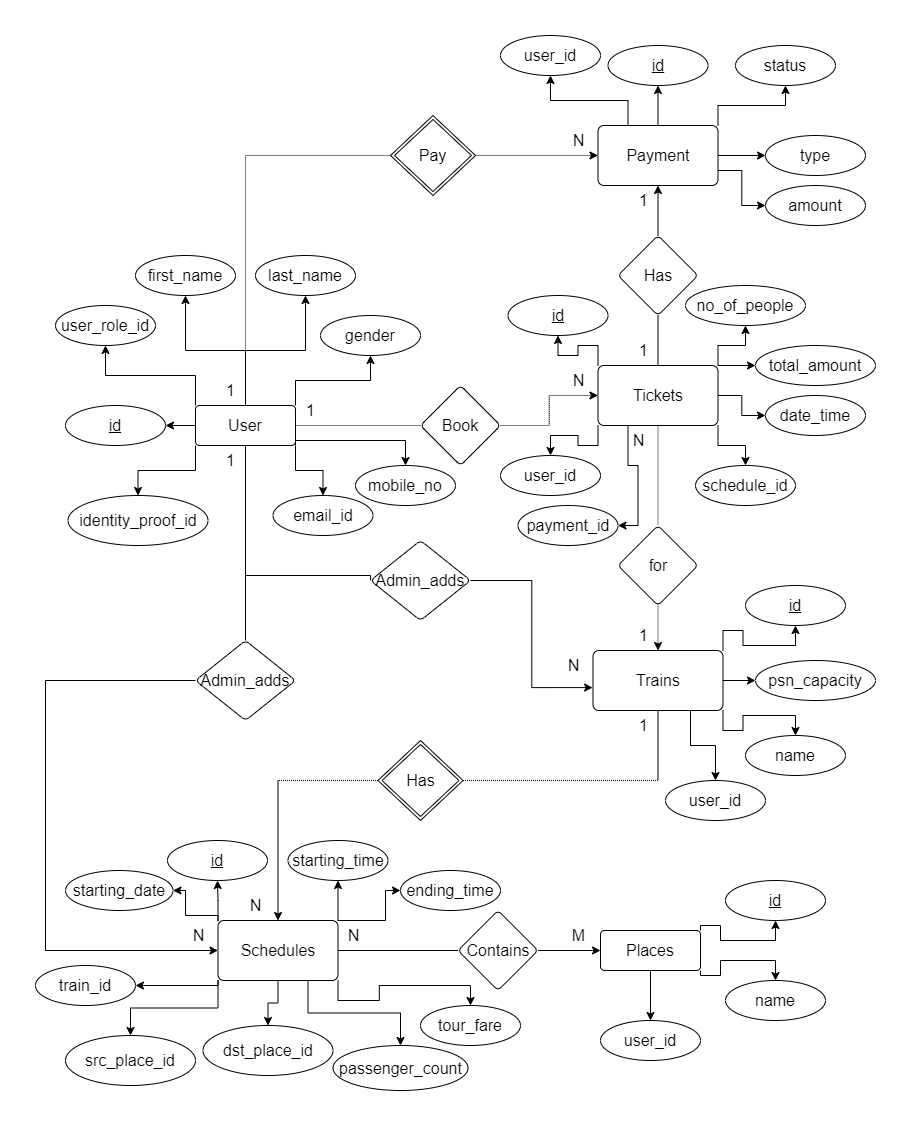 user_id
id
status
Pay
N
Payment
type
1
amount
first_name
last_name
Has
user_role_id
id
no_of_people
gender
1
total_amount
1
1
N
Tickets
id
User
Book
date_time
1
N
user_id
mobile_no
schedule_id
identity_proof_id
email_id
payment_id
for
Admin_adds
id
1
N
Admin_adds
Trains
psn_capacity
1
name
Has
user_id
id
starting_time
starting_date
ending_time
N
id
N
Schedules
N
Contains
M
Places
train_id
name
tour_fare
user_id
src_place_id
dst_place_id
passenger_count